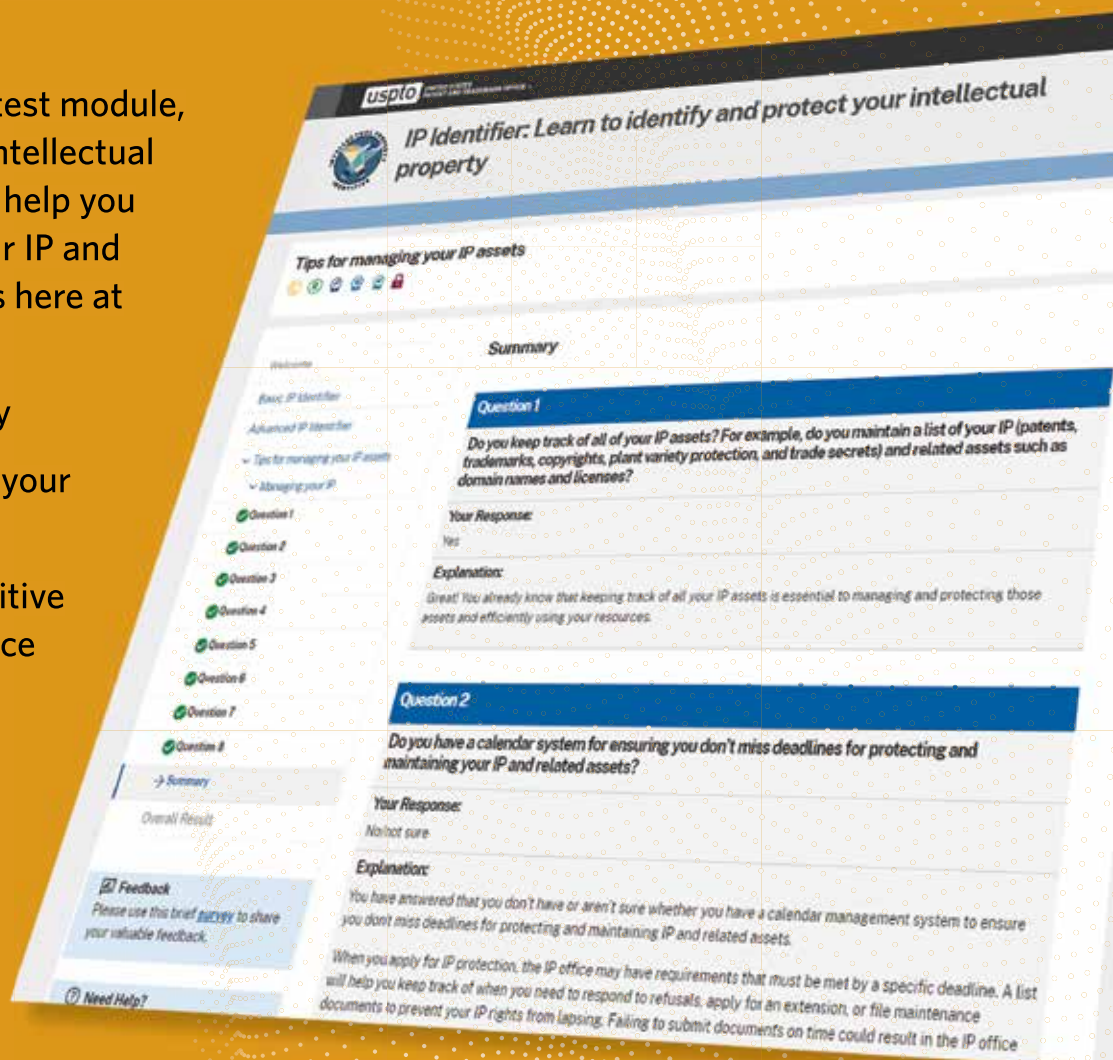 test module,
ntellectual
help you
r IP and
s here at
y
your
itive
ce
uspto UNITED STATES
PATENT AND TRADEMARK OFFICE
IP Identifier: Learn to identify and protect your intellectual
property
Tips for managing your IP assets
Welcome
Basic IP Identifier
Advanced IP Identifier
Tips for managing your IP assets
Managing your IP
Question 1
Question 2
Question 3
Question 4
Question 5
Question 6
Question 7
Question 8
→ Summary
Overall Result
Feedback
Please use this brief survey to share
your valuable feedback.
Need Help?
Summary
Question 1
Do you keep track of all of your IP assets? For example, do you maintain a list of your IP (patents,
trademarks, copyrights, plant variety protection, and trade secrets) and related assets such as
domain names and licenses?
Your Response:
Yes
Explanation:
Great! You already know that keeping track of all your IP assets is essential to managing and protecting those
assets and efficiently using your resources.
Question 2
Do you have a calendar system for ensuring you don't miss deadlines for protecting and
maintaining your IP and related assets?
Your Response:
No/not sure
Explanation:
You have answered that you don't have or aren't sure whether you have a calendar management system to ensure
you don't miss deadlines for protecting and maintaining IP and related assets.
When you apply for IP protection, the IP office may have requirements that must be met by a specific deadline. A list
will help you keep track of when you need to respond to refusals, apply for an extension, or file maintenance
documents to prevent your IP rights from lapsing. Failing to submit documents on time could result in the IP office